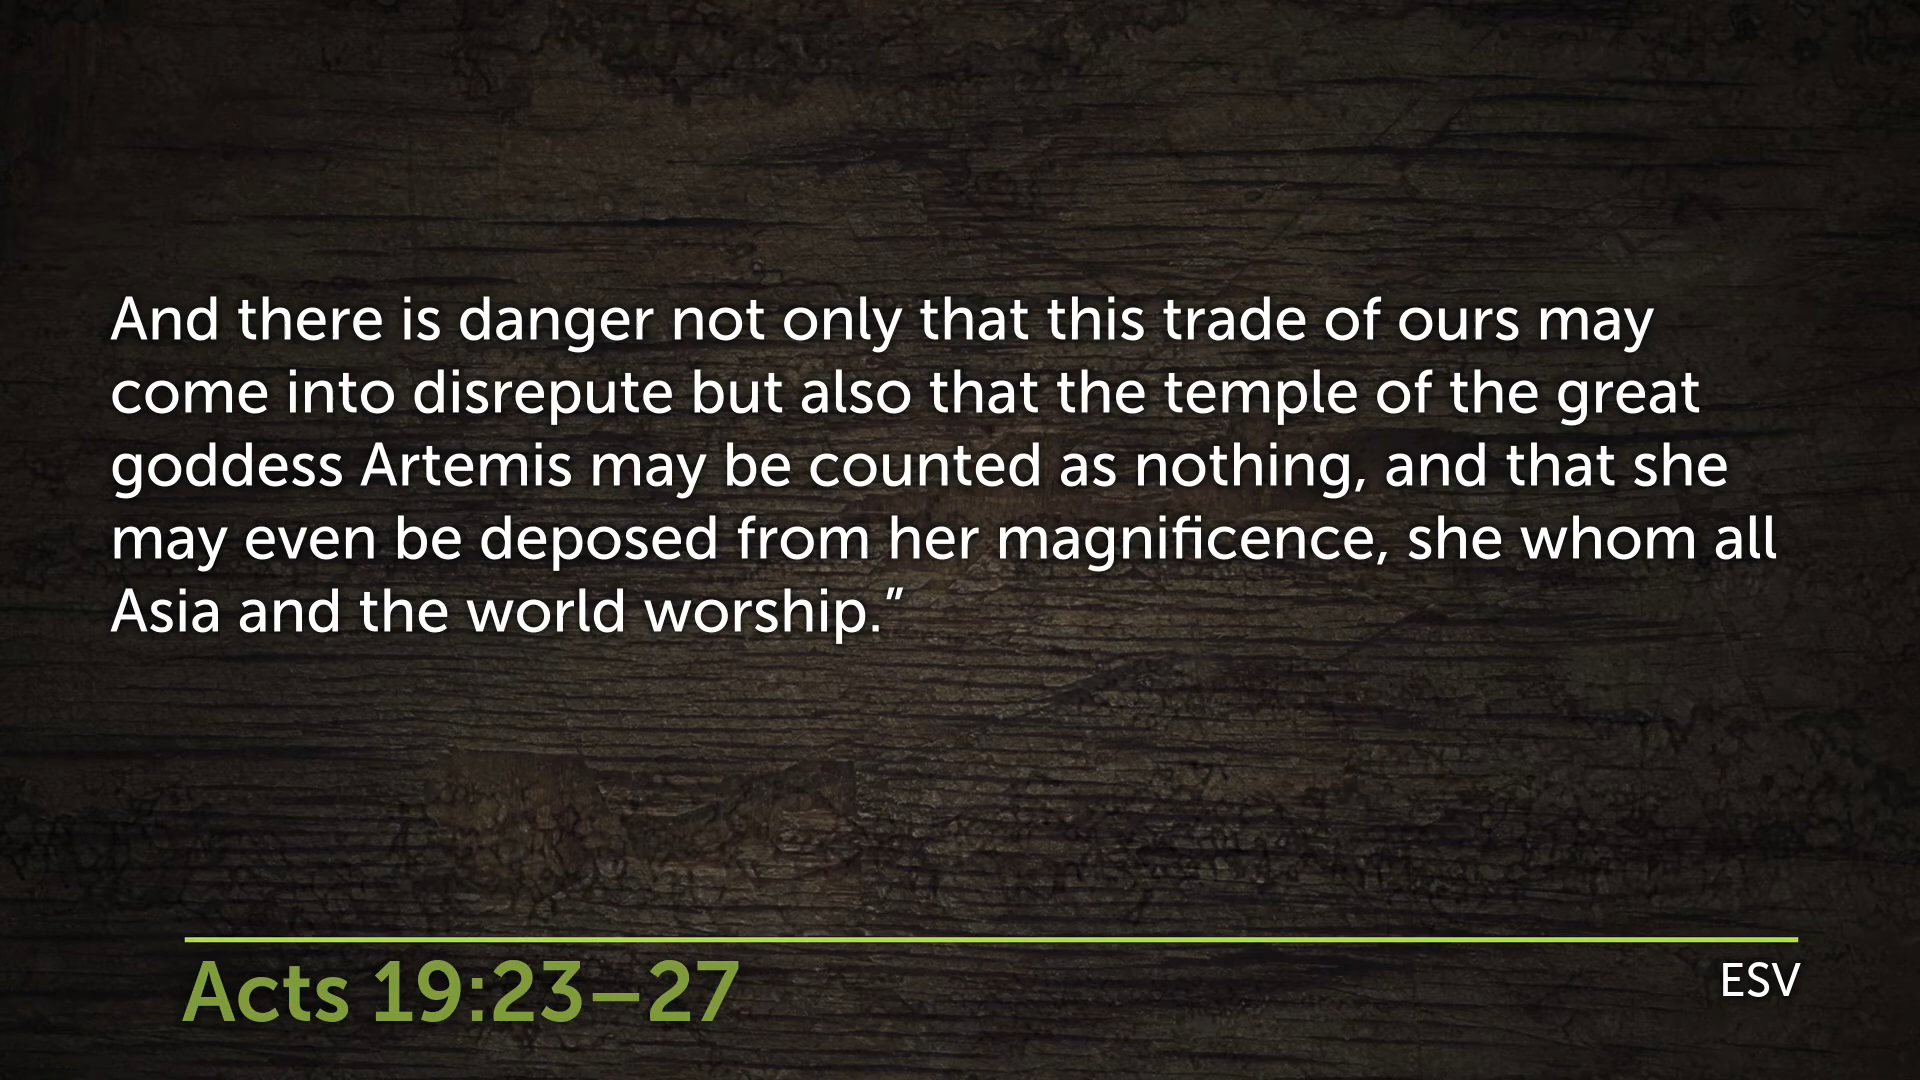 And there is danger not only that this trade of ours may
come into disrepute but also that the temple of the great
goddess Artemis may be counted as nothing, and that she
may even be deposed from her magnificence, she whom all
Asia and the world worship.”
Acts 19:23–27
ESV